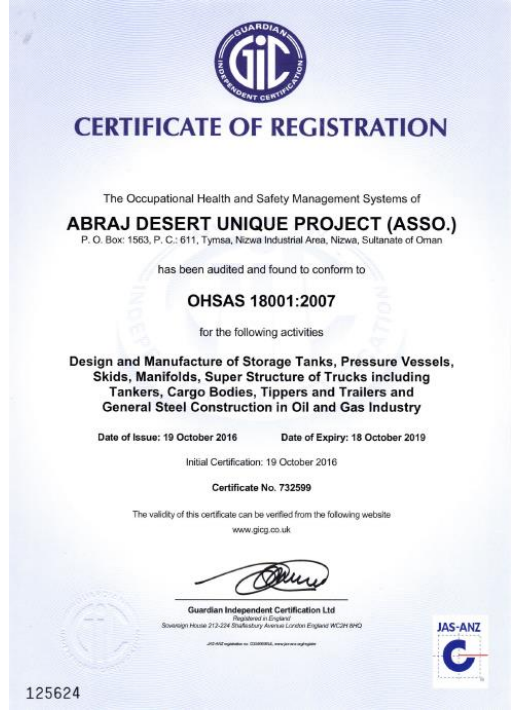 GUARDIAN
GIC
INDEPENDENT CERTIFICATION
CERTIFICATE OF REGISTRATION
The Occupational Health and Safety Management Systems of
ABRAJ DESERT UNIQUE PROJECT (ASSO.)
P. O. Box: 1563, P. C.: 611, Tymsa, Nizwa Industrial Area, Nizwa, Sultanate of Oman
has been audited and found to conform to
OHSAS 18001:2007
for the following activities
Design and Manufacture of Storage Tanks, Pressure Vessels,
Skids, Manifolds, Super Structure of Trucks including
Tankers, Cargo Bodies, Tippers and Trailers and
General Steel Construction in Oil and Gas Industry
Date of Issue: 19 October 2016 Date of Expiry: 18 October 2019
Initial Certification: 19 October 2016
Certificate No. 732599
The validity of this certificate can be verified from the following website
www.gicg.co.uk
Guardian Independent Certification Ltd
Registered in England
Sovereign House 212-224 Shaftesbury Avenue London England WC2H 8HQ
JAS-ANZ
C
125624